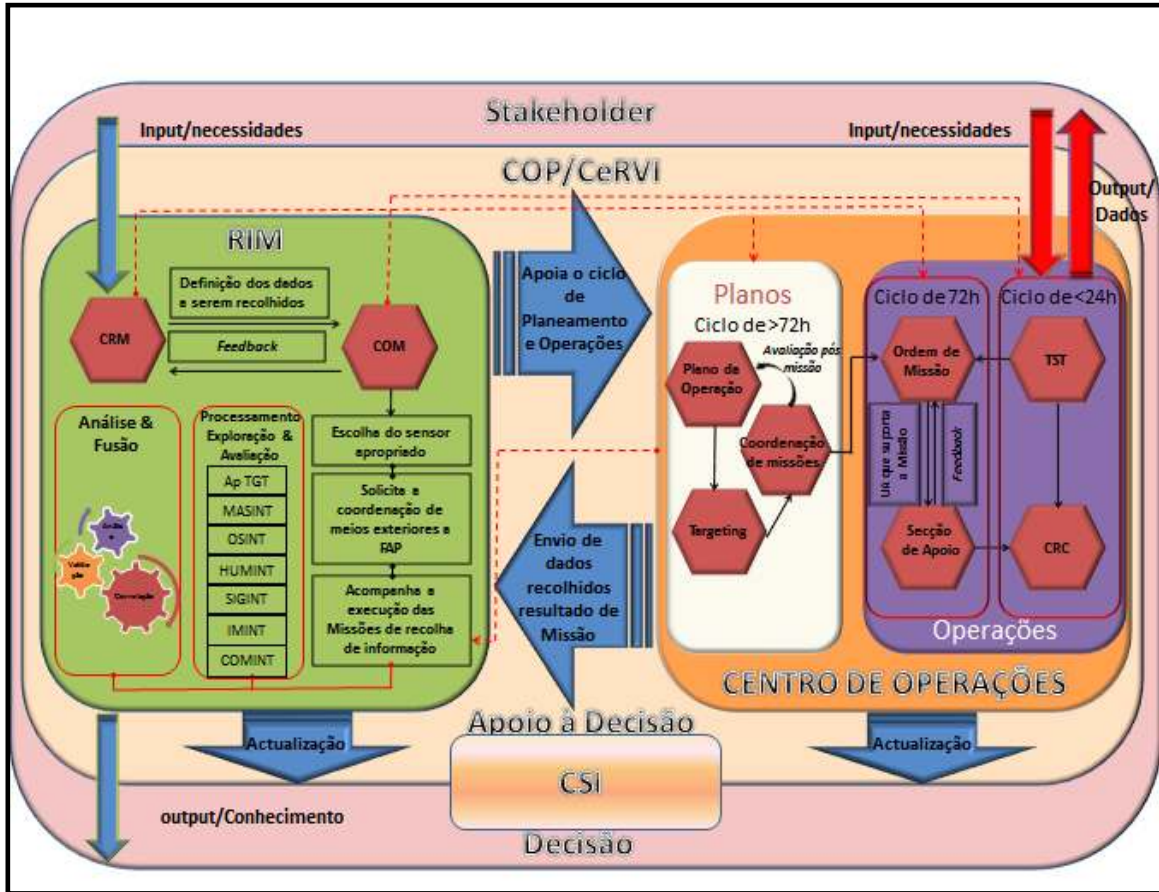 Stakeholder
Input/necessidades
Input/necessidades
COP/CeRVI
Output/
Dados
RIM
Definição dos dados
a serem recolhidos
CRM
Feedback
COM
Análise &
Fusão
Processamento
Exploração &
Avaliação
Ap TGT
MASINT
OSINT
HUMINT
SIGINT
IMINT
COMINT
Escolha do sensor
apropriado
Solicita a
coordenação de
meios exteriores a
FAP
Acompanha a
execução das
Missões de recolha
de informação
Apoia o ciclo
de
Planeamento
e Operações
Envio de
dados
recolhidos
resultado de
Missão
Planos
Ciclo de >72h
Plano de
Operação
Avaliação pós
missão
Coordenação
de missões
Targeting
Ciclo de 72h
Ciclo de <24h
Ordem de
Missão
TST
a Missão
Feedback
Secção
de Apoio
CRC
Operações
CENTRO DE OPERAÇÕES
Actualização
Apoio à Decisão
Actualização
CSI
output/Conhecimento
Decisão